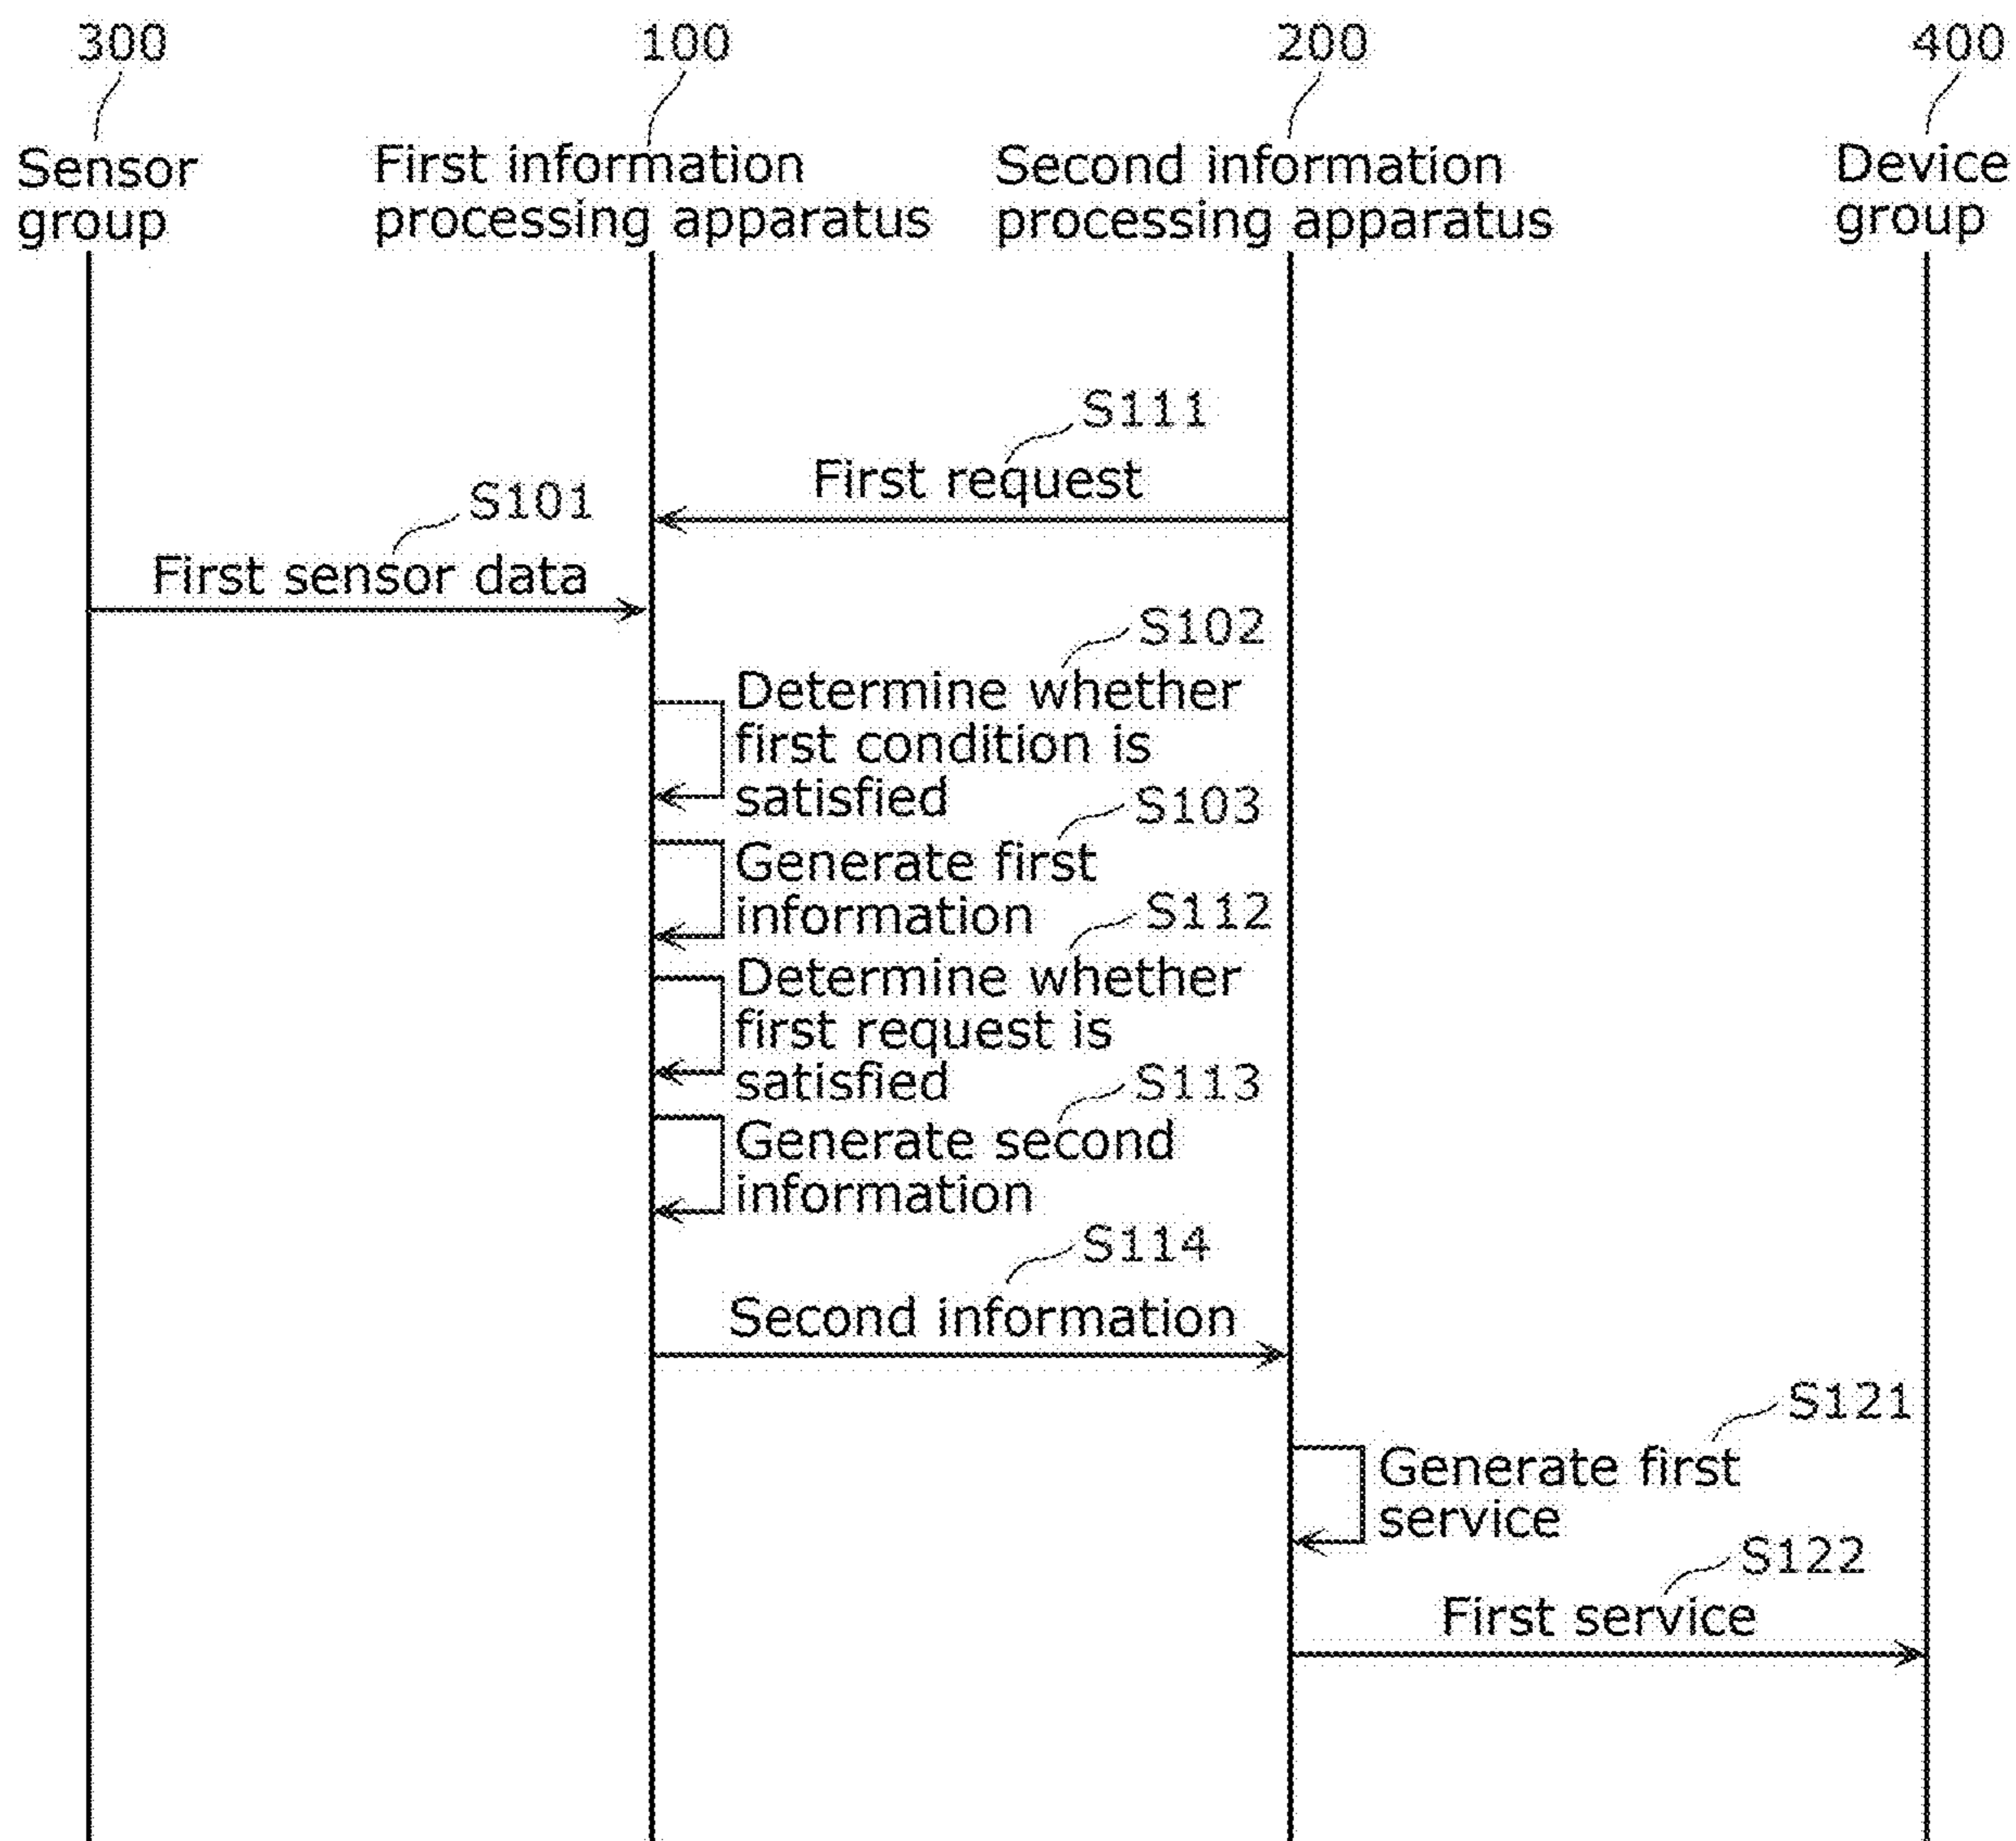 300
100
200
400
Sensor
group
First information
processing apparatus
Second information
processing apparatus
Device
group
S111
First request
S101
First sensor data
S102
Determine whether
first condition is
satisfied
S103
Generate first
information
S112
Determine whether
first request is
satisfied
S113
Generate second
information
S114
Second information
S121
Generate first
service
S122
First service